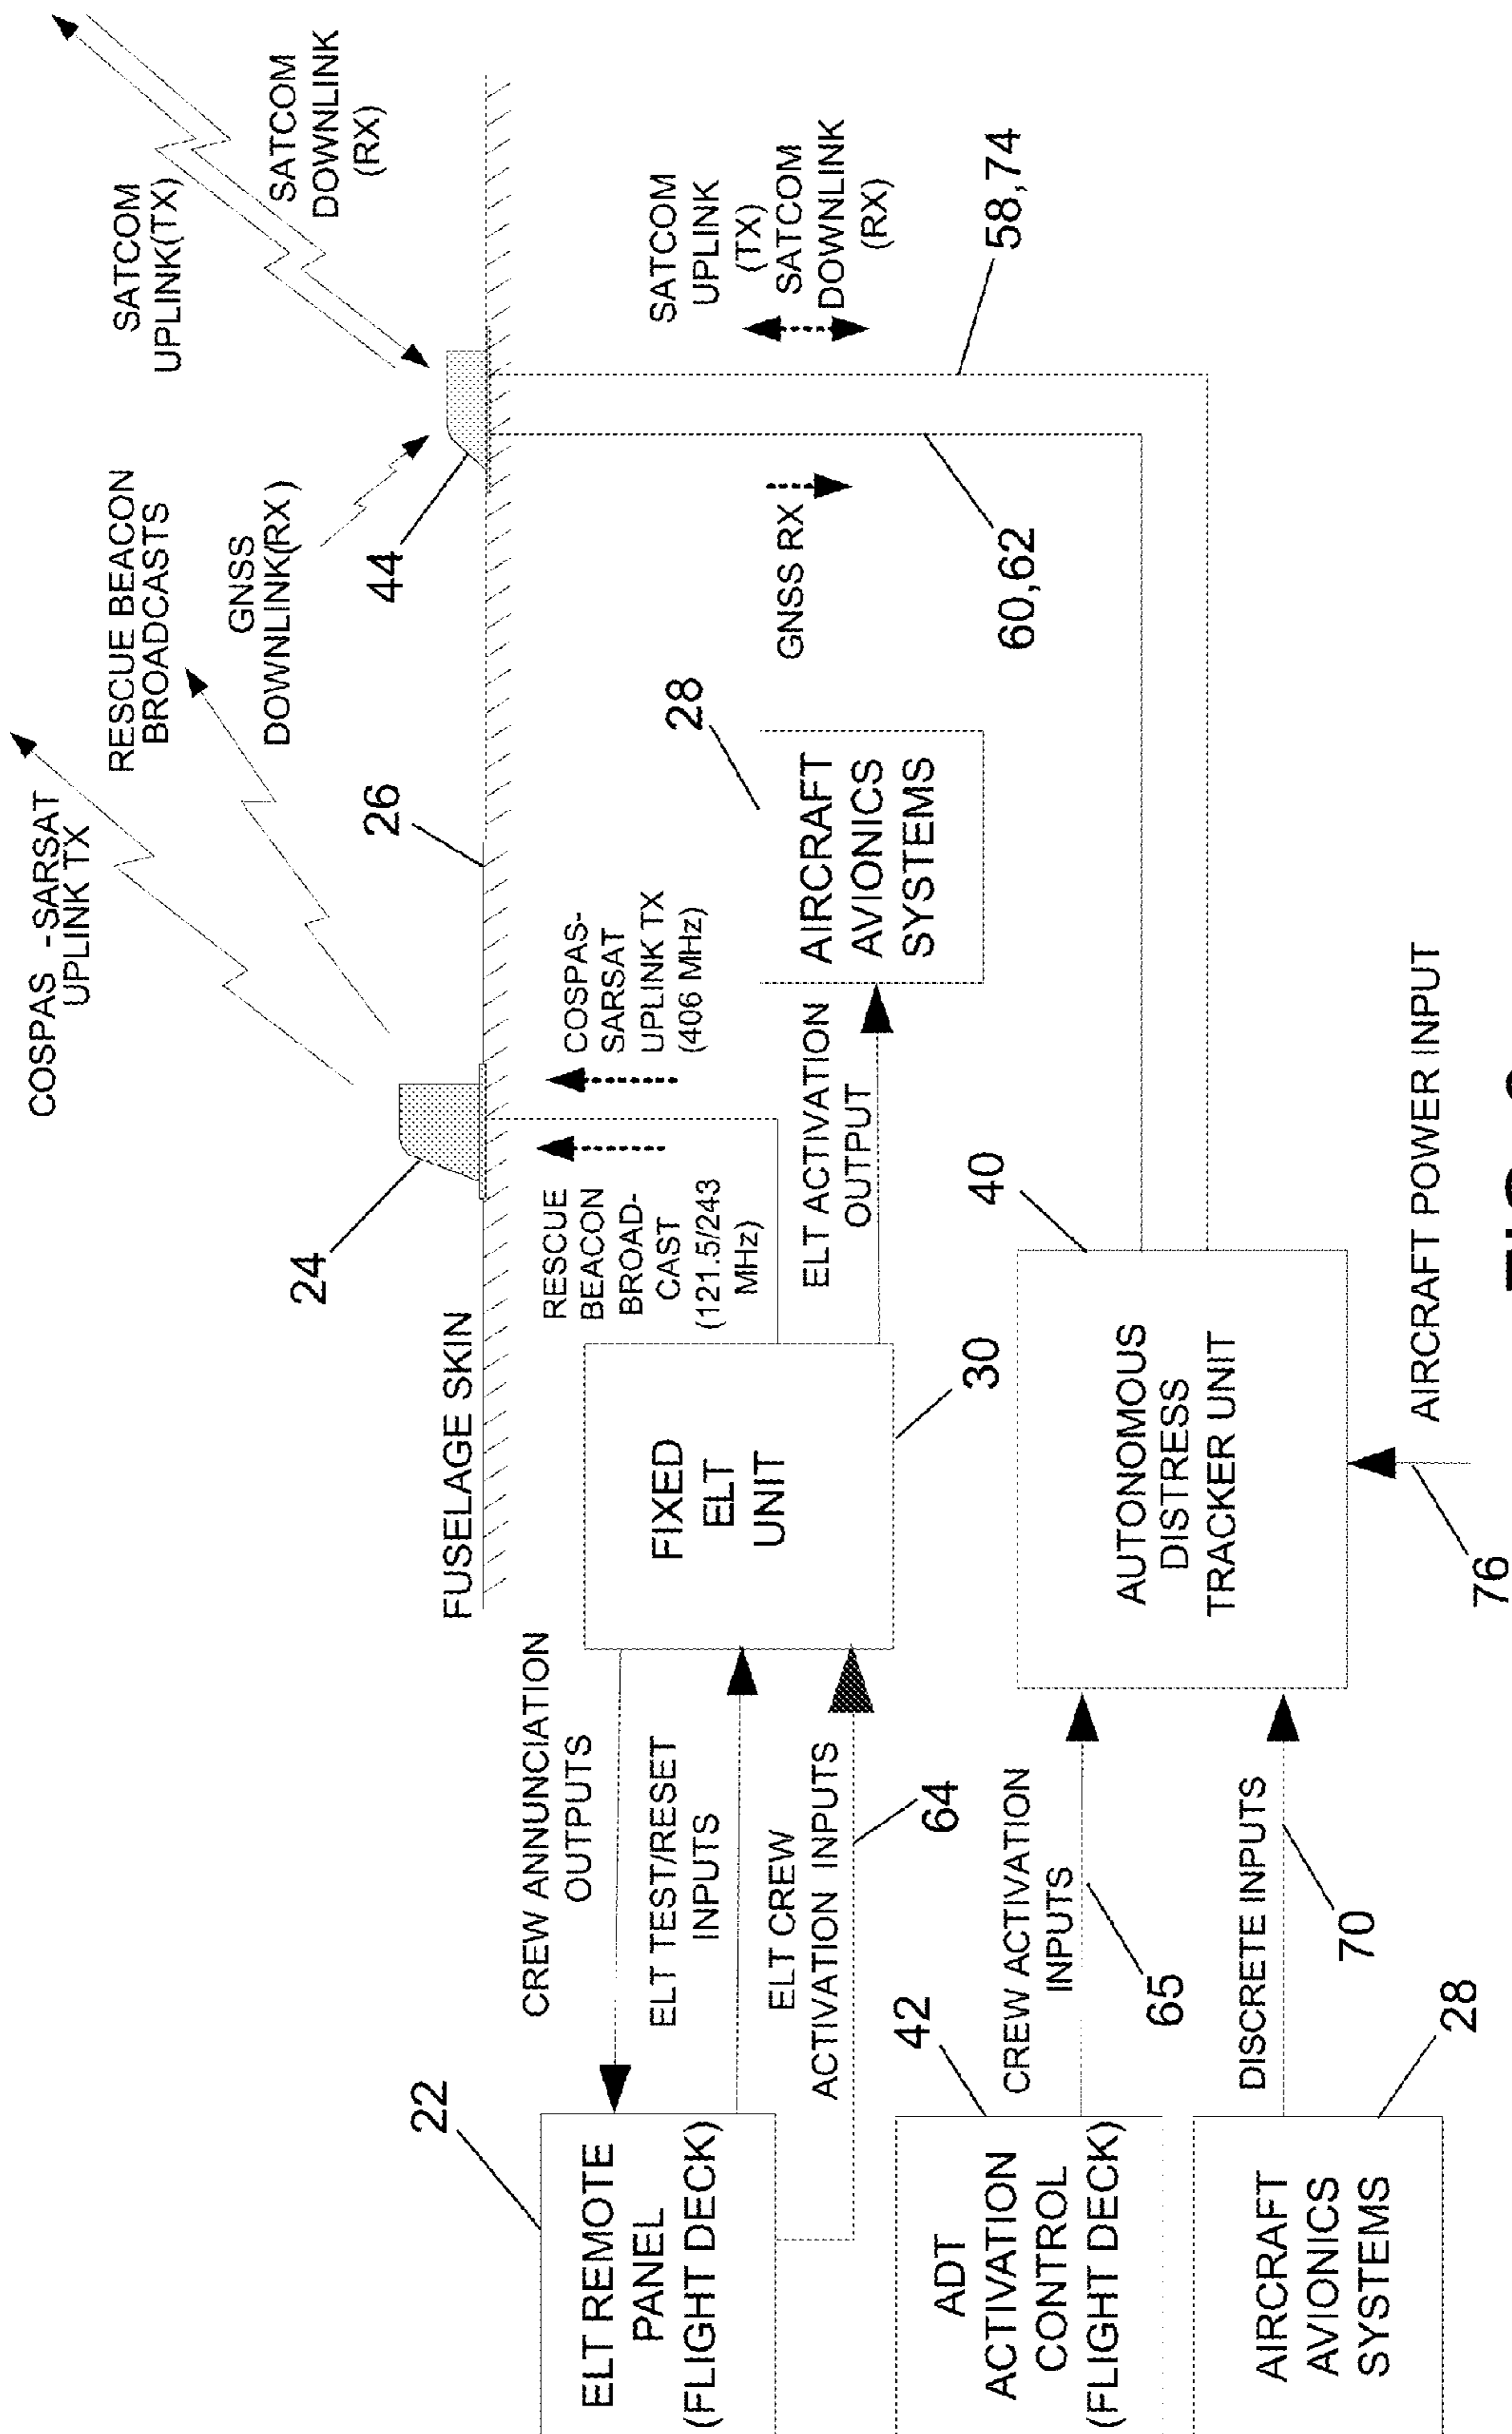 COSPAS -SARSAT
UPLINK TX
RESCUE BEACON
BROADCASTS
GNSS
DOWNLINK(RX)
SATCOM
UPLINK(TX)
SATCOM
DOWNLINK
(RX)
24
26
44
FUSELAGE SKIN
22
ELT REMOTE
PANEL
(FLIGHT DECK)
CREW ANNUNCIATION
OUTPUTS
ELT TEST/RESET
INPUTS
ELT CREW
ACTIVATION INPUTS
64
FIXED
ELT
UNIT
30
RESCUE
BEACON
BROAD-
CAST
(121.5/243
MHz)
COSPAS-
SARSAT
UPLINK TX
(406 MHz)
ELT ACTIVATION
OUTPUT
28
AIRCRAFT
AVIONICS
SYSTEMS
GNSS RX
60,62
SATCOM
UPLINK
(TX)
SATCOM
DOWNLINK
(RX)
58,74
42
ADT
ACTIVATION
CONTROL
(FLIGHT DECK)
CREW ACTIVATION
INPUTS
65
AIRCRAFT
AVIONICS
SYSTEMS
28
DISCRETE INPUTS
70
40
AUTONOMOUS
DISTRESS
TRACKER UNIT
76
AIRCRAFT POWER INPUT